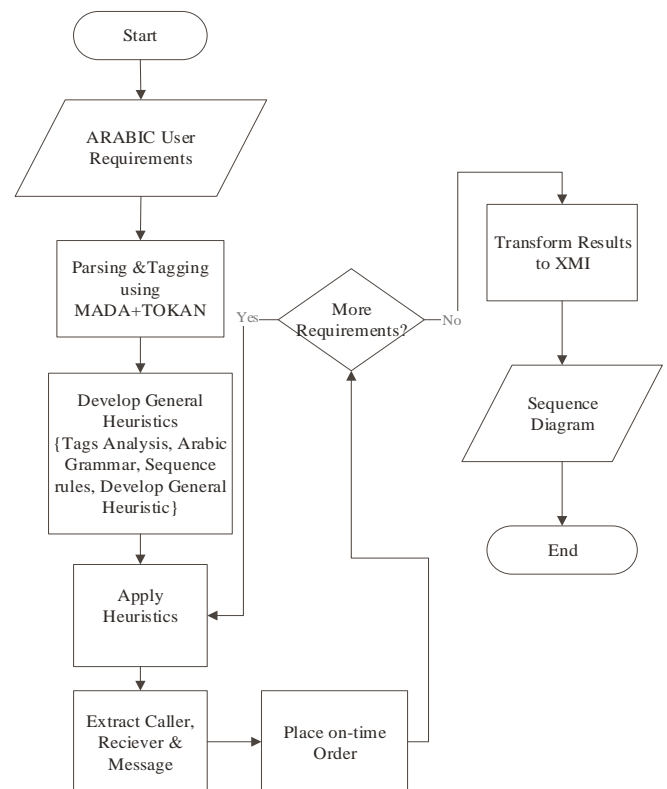 Start
ARABIC User
Requirements
Parsing &Tagging
using
MADA+TOKAN
Develop General
Heuristics
{Tags Analysis, Arabic
Grammar, Sequence
rules, Develop General
Heuristic}
Apply
Heuristics
Extract Caller,
Reciever &
Message
Place on-time
Order
More
Requirements?
Yes
No
Transform Results
to XMI
Sequence
Diagram
End